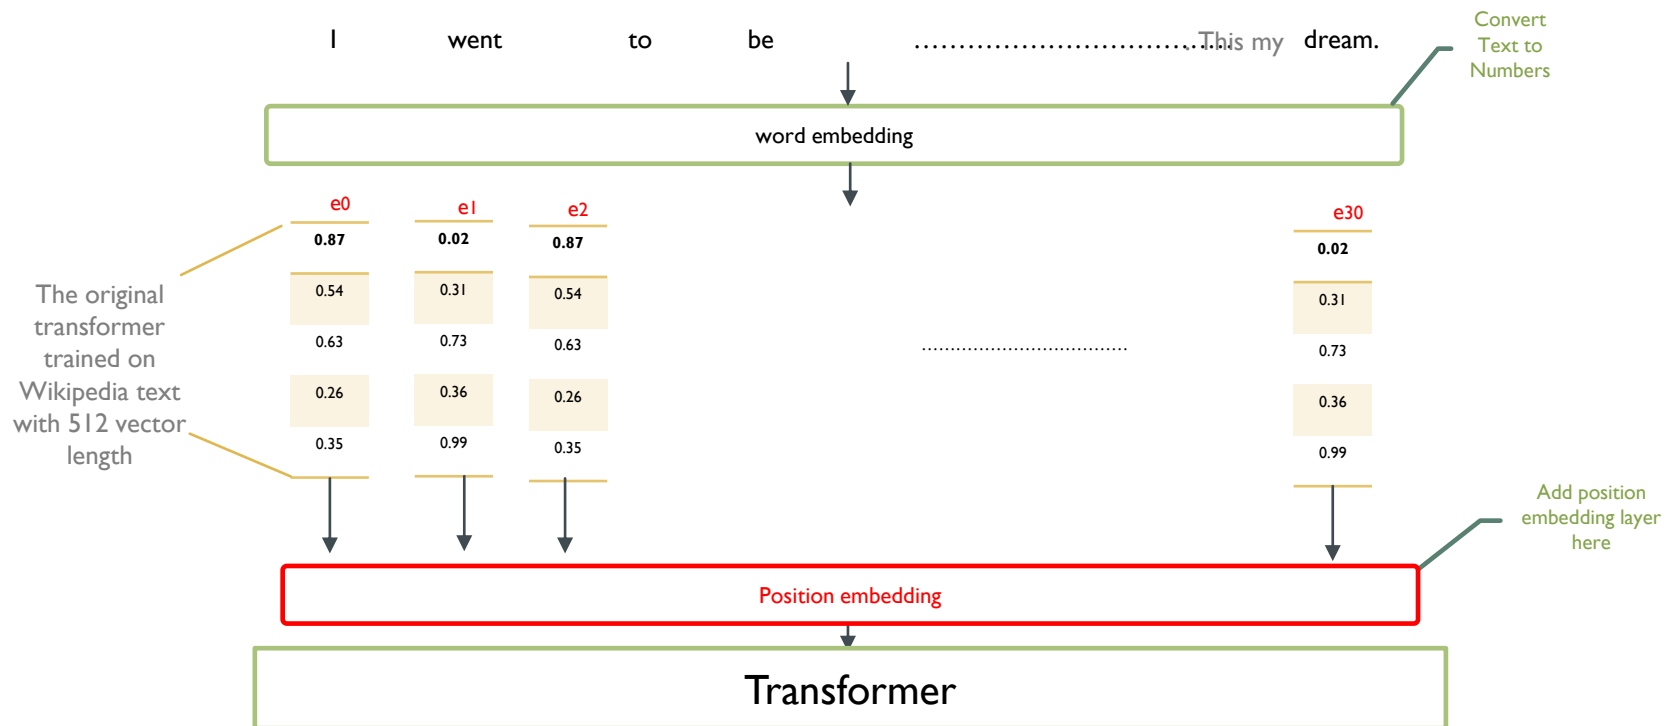 I went to be ................................... . This my dream.
Convert
Text to
Numbers
word embedding
e0 e1 e2 e30
0.87 0.02 0.87 0.02
0.54 0.31 0.54 0.31
0.63 0.73 0.63 ................................... 0.73
0.26 0.36 0.26 0.36
0.35 0.99 0.35 0.99
The original
transformer
trained on
Wikipedia text
with 512 vector
length
Add position
embedding layer
here
Position embedding
Transformer